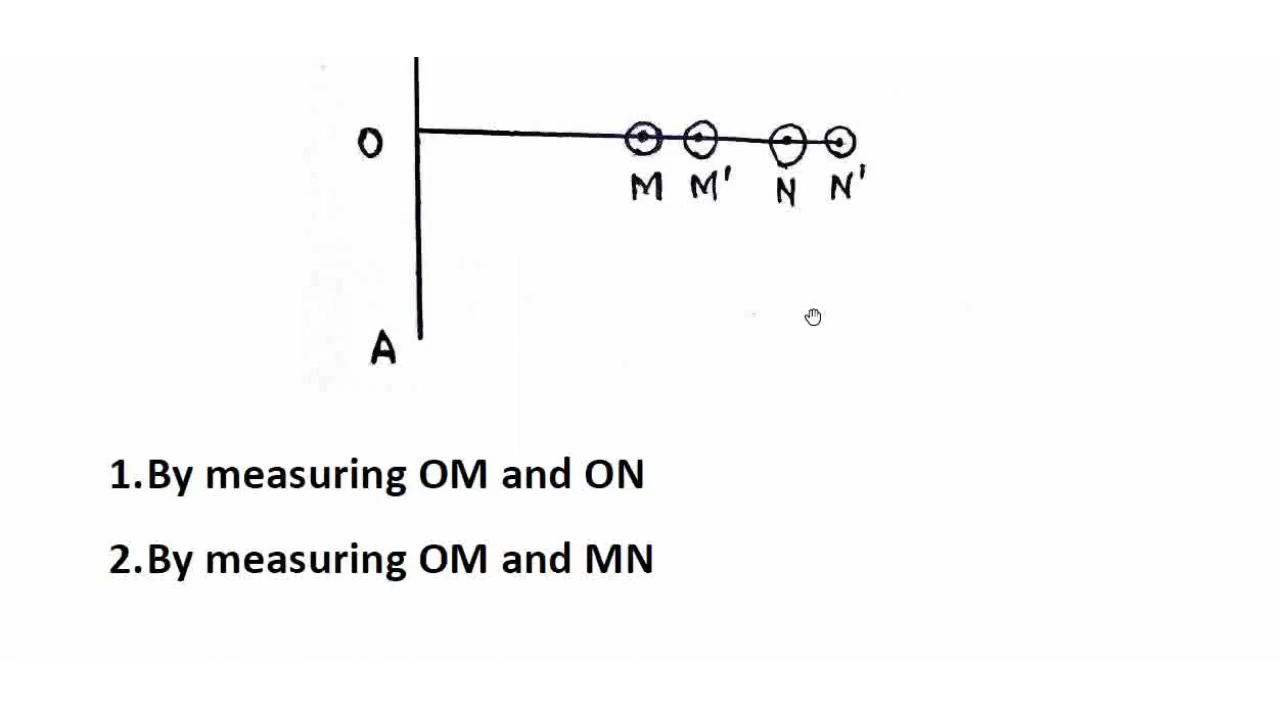 O
M M' N N'
A
1.By measuring OM and ON
2.By measuring OM and MN